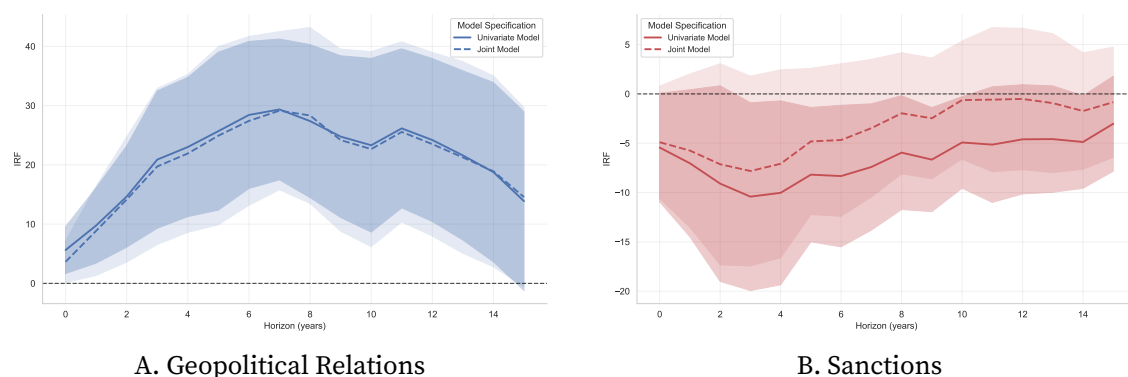 Model Specification
Univariate Model
Joint Model
40
30
20
10
0
IRF
0 2 4 6 8 10 12 14
Horizon (years)
A. Geopolitical Relations
Model Specification
Univariate Model
Joint Model
5
0
−5
−10
−15
−20
IRF
0 2 4 6 8 10 12 14
Horizon (years)
B. Sanctions